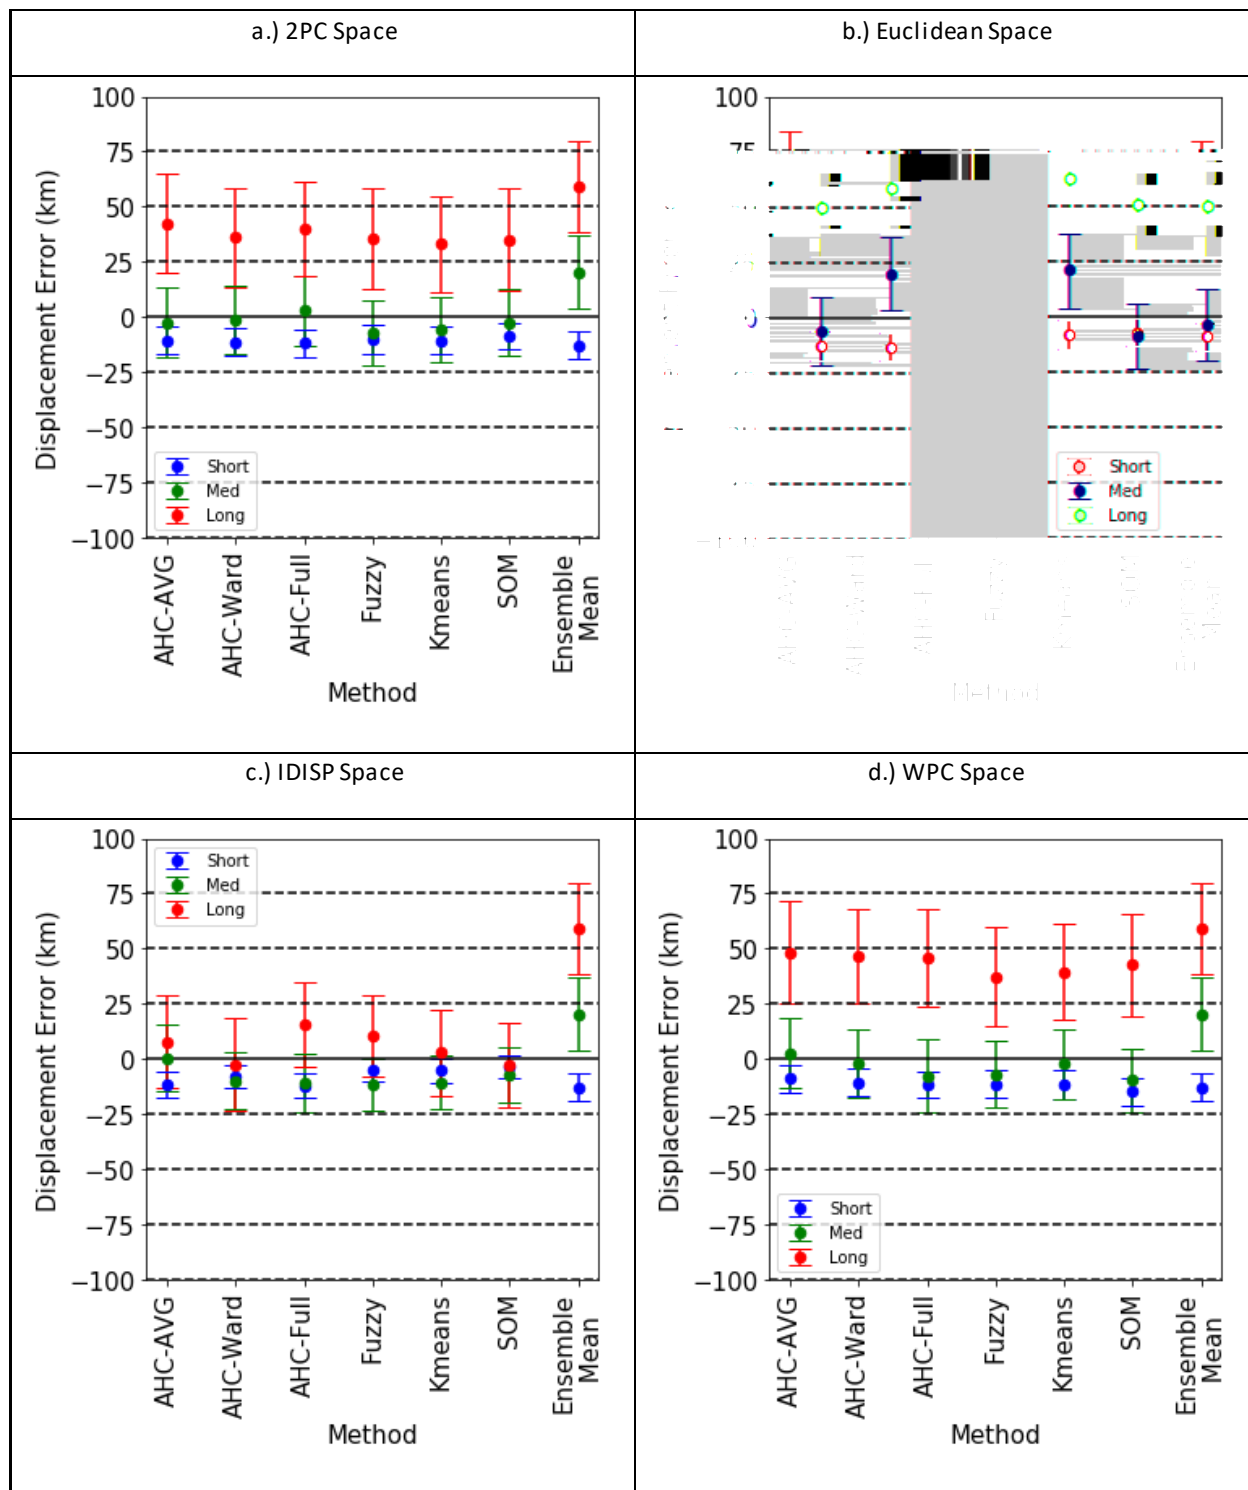 a.) 2PC Space
b.) Euclidean Space
100
75
50
25
0
−25
−50
−75
−100
Displacement Error (km)
Short
Med
Long
AHC-AVG
AHC-Ward
AHC-Full
Fuzzy
Kmeans
SOM
Ensemble
Mean
Method
100
75
Short
Med
Long
Method
c.) IDISP Space
d.) WPC Space
100
75
50
25
0
−25
−50
−75
−100
Displacement Error (km)
Short
Med
Long
AHC-AVG
AHC-Ward
AHC-Full
Fuzzy
Kmeans
SOM
Ensemble
Mean
Method
100
75
50
25
0
−25
−50
−75
−100
Displacement Error (km)
Short
Med
Long
AHC-AVG
AHC-Ward
AHC-Full
Fuzzy
Kmeans
SOM
Ensemble
Mean
Method